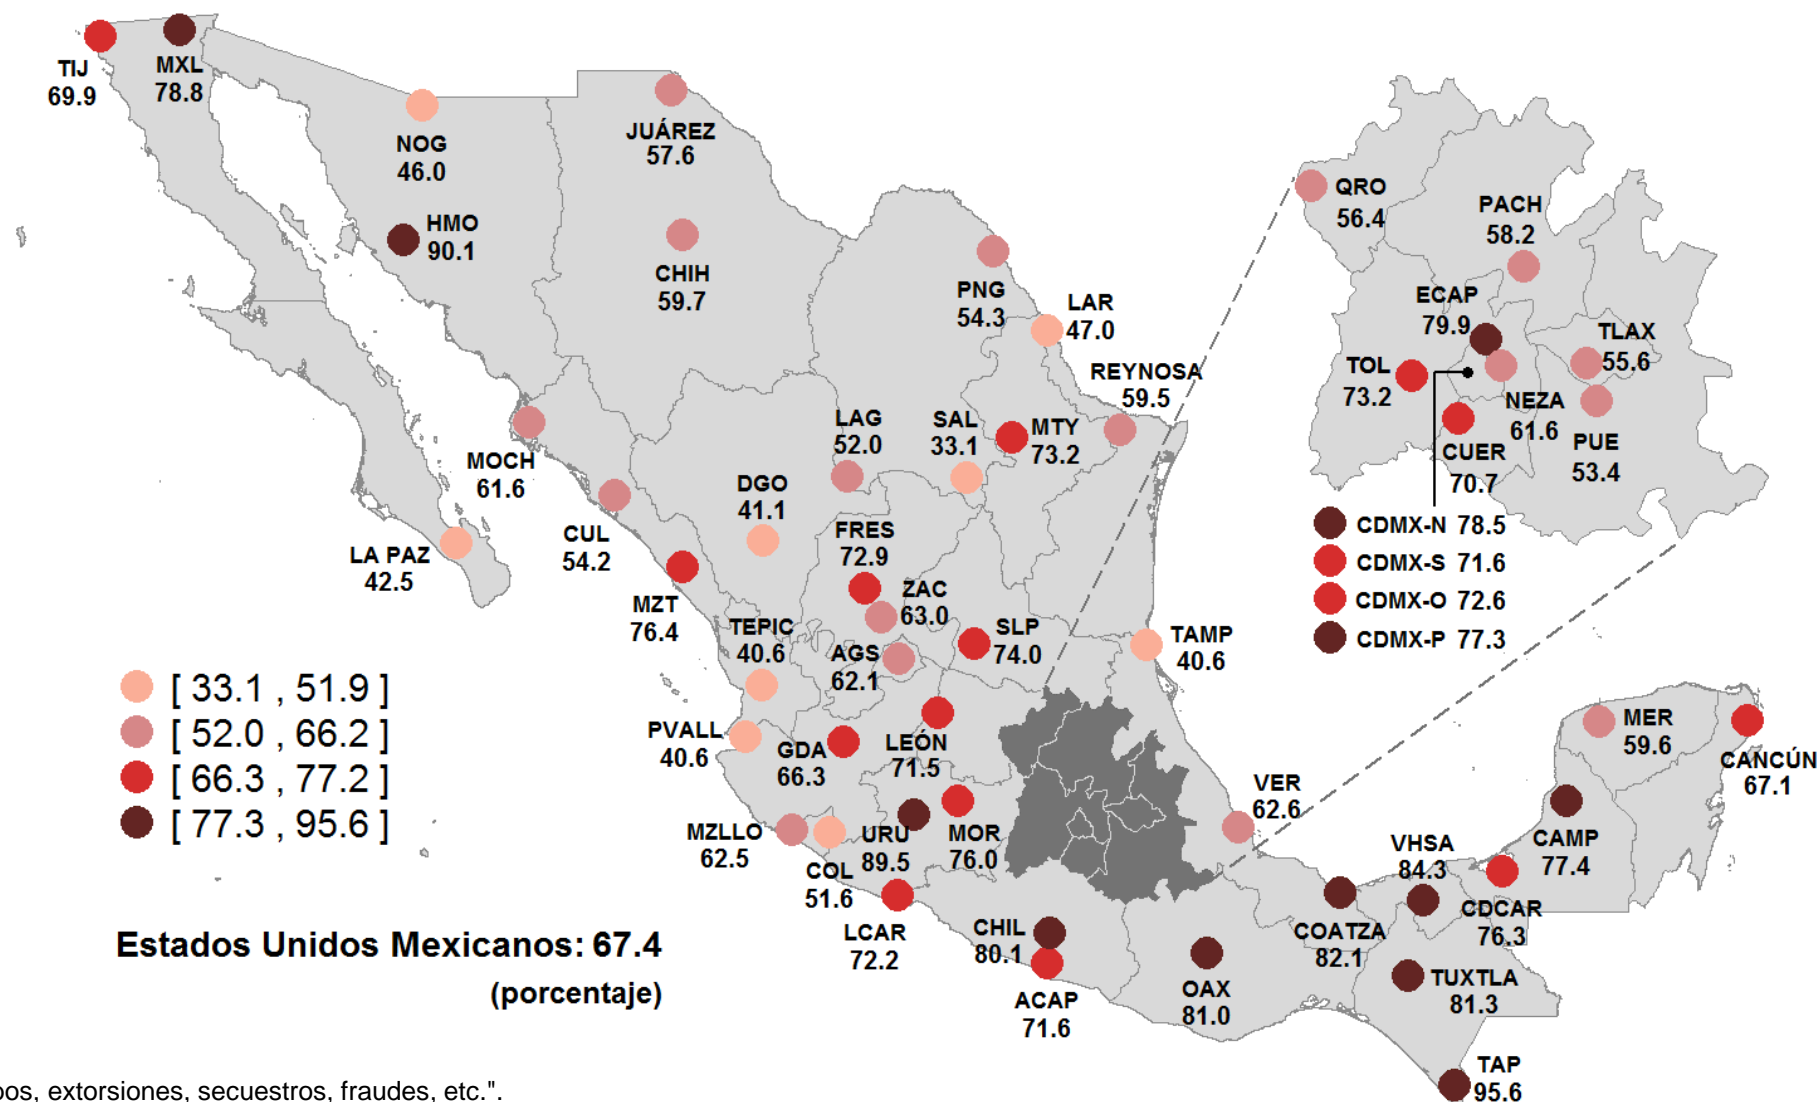 TIJ
69.9
MXL
78.8
NOG
46.0
HMO
90.1
JUÁREZ
57.6
CHIH
59.7
PNG
54.3
LAR
47.0
REYNOSA
59.5
LAG
52.0
SAL
33.1
MTY
73.2
MOCH
61.6
LA PAZ
42.5
CUL
54.2
DGO
41.1
FRES
72.9
ZAC
63.0
MZT
76.4
TEPIC
40.6
AGS
62.1
SLP
74.0
TAMP
40.6
PVALL
40.6
GDA
66.3
LEÓN
71.5
MZLLO
62.5
COL
51.6
URU
89.5
MOR
76.0
LCAR
72.2
CHIL
80.1
ACAP
71.6
OAX
81.0
VER
62.6
COATZA
82.1
VHSA
84.3
CDCAR
76.3
CAMP
77.4
MER
59.6
CANCÚN
67.1
TUXTLA
81.3
TAP
95.6
QRO
56.4
PACH
58.2
ECAP
79.9
TLAX
55.6
TOL
73.2
NEZA
61.6
CUER
70.7
PUE
53.4
CDMX-N 78.5
CDMX-S 71.6
CDMX-O 72.6
CDMX-P 77.3
[ 33.1 , 51.9 ]
[ 52.0 , 66.2 ]
[ 66.3 , 77.2 ]
[ 77.3 , 95.6 ]
Estados Unidos Mexicanos: 67.4
(porcentaje)
extorsiones, secuestros, fraudes, etc.".